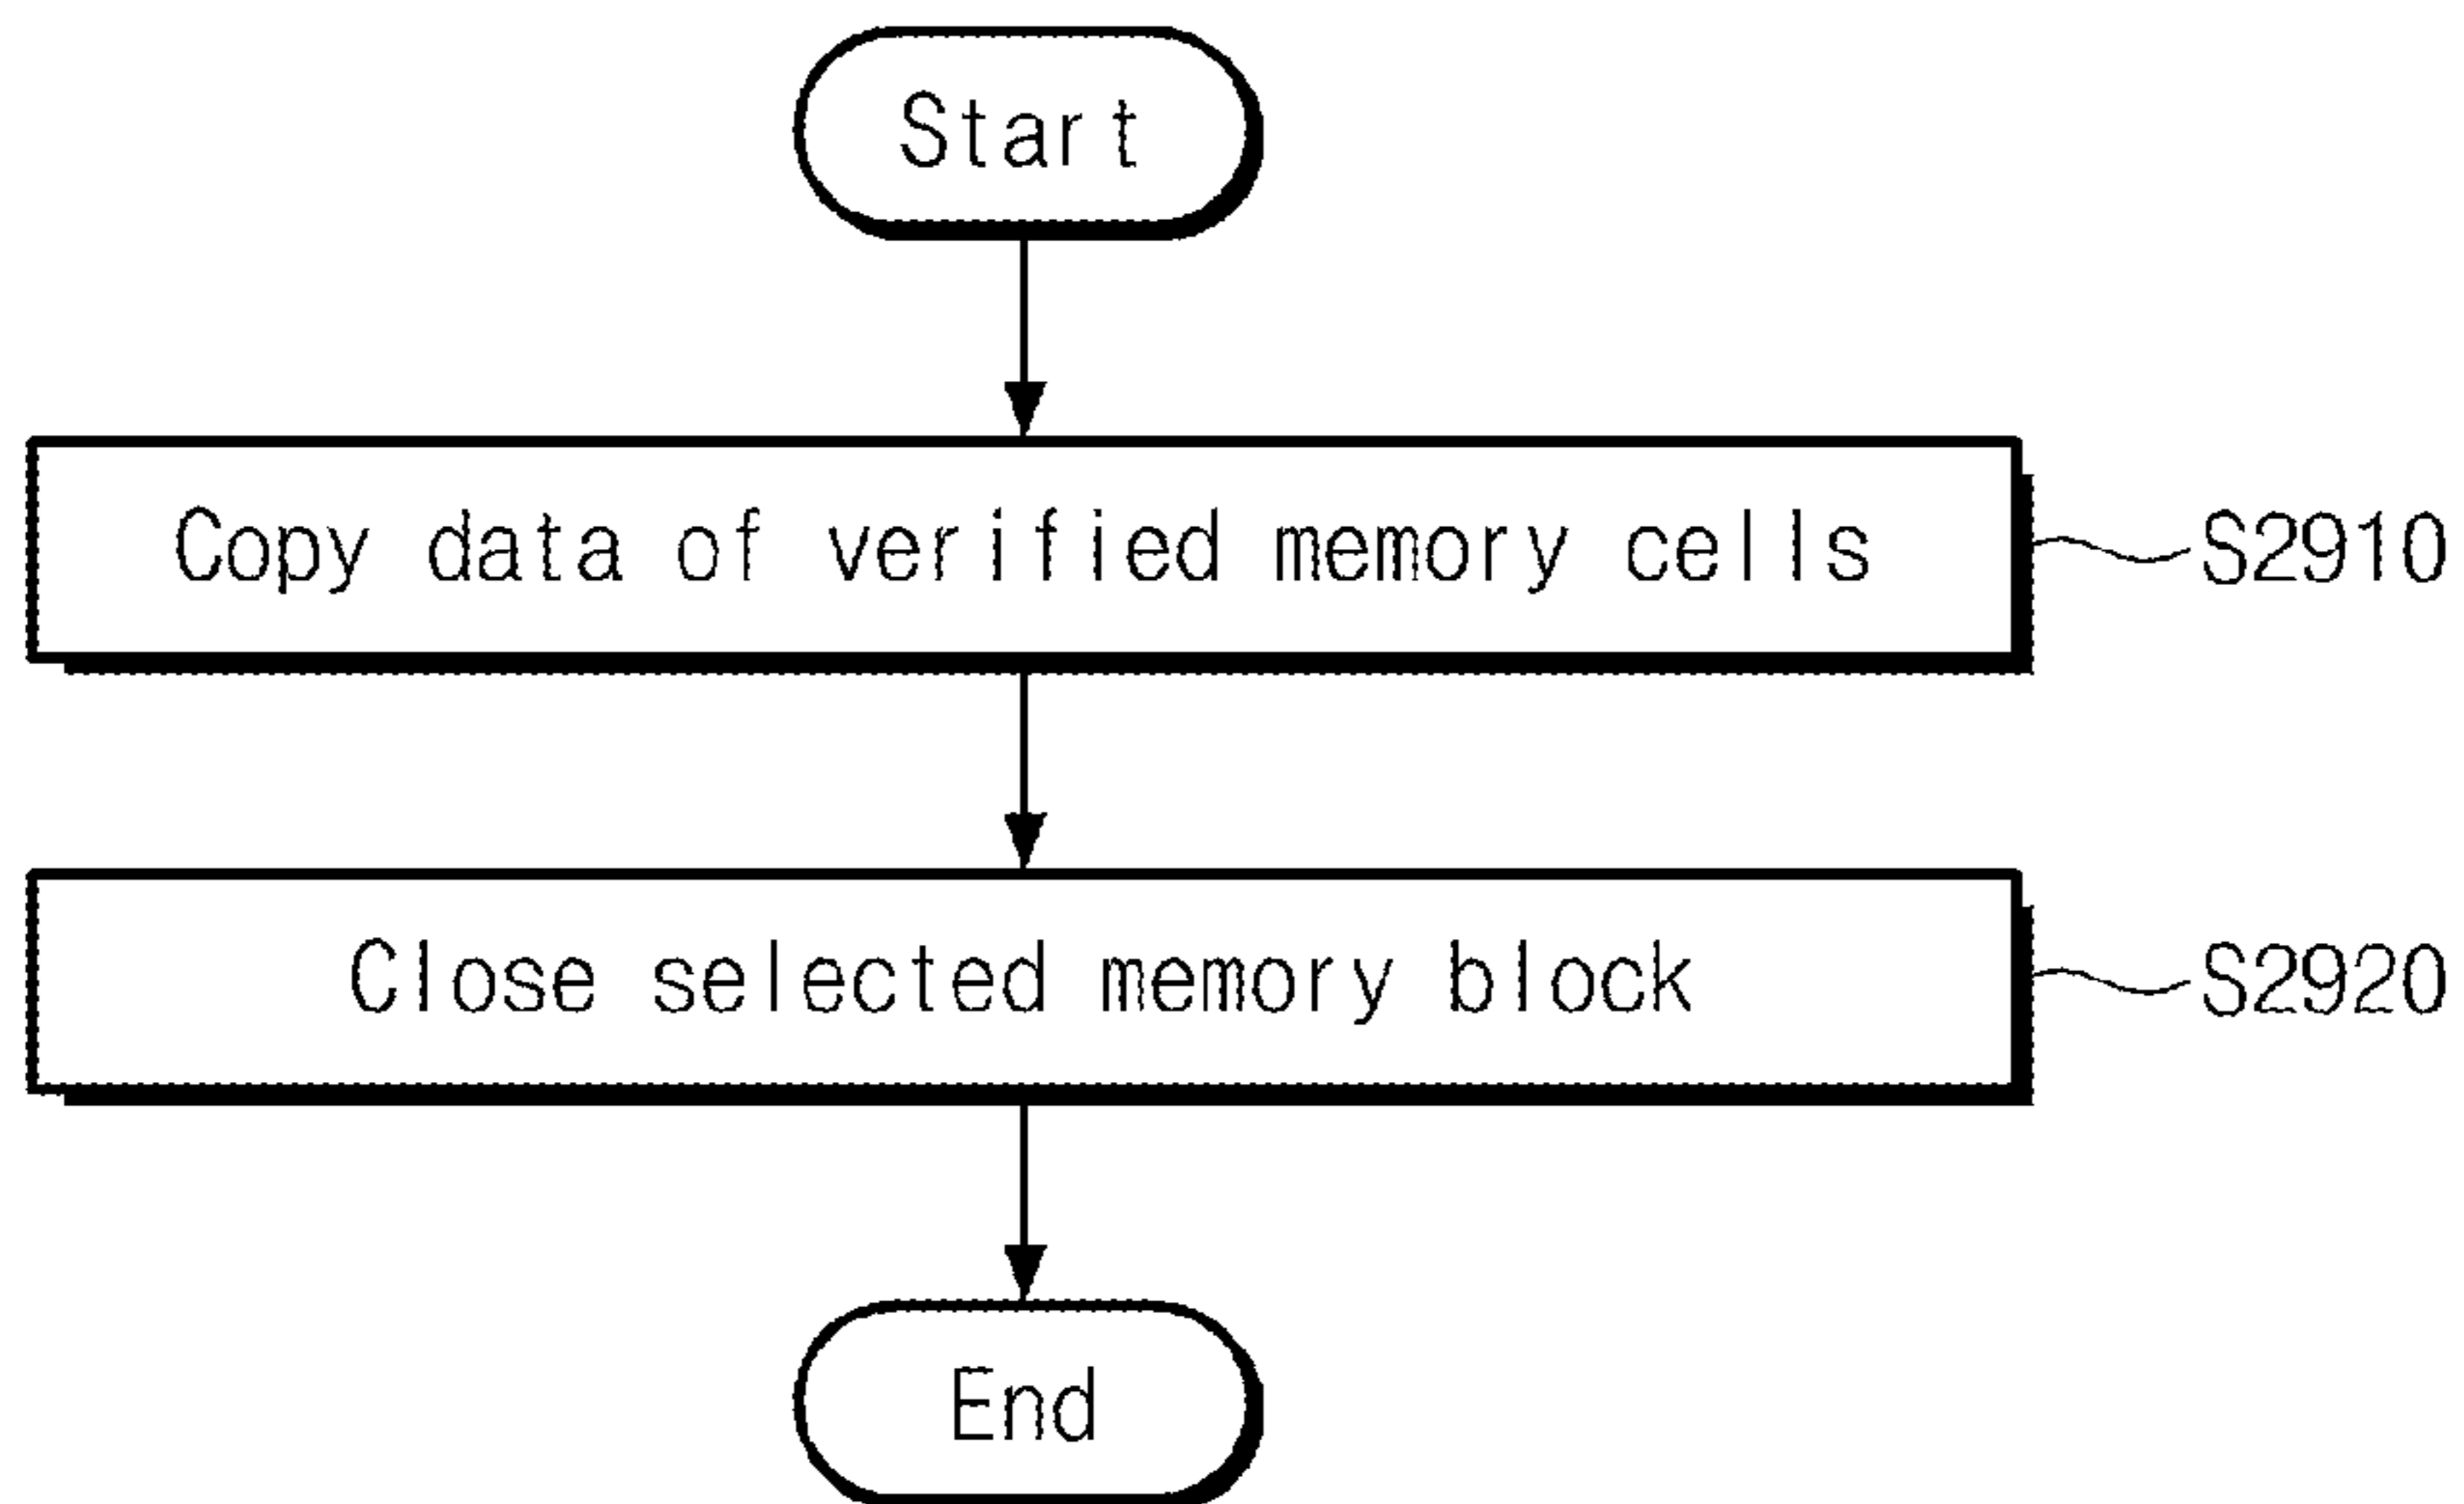 Start
Copy data of verified memory cells
S2910
Close selected memory block
S2920
End